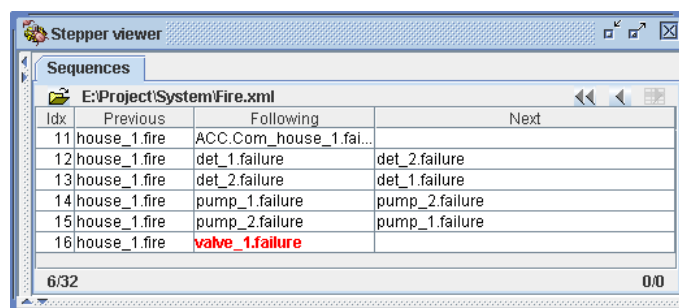 Stepper viewer
Sequences
E:\Project\System\Fire.xml
Idx Previous Following Next
11 house_1.fire ACC.Com_house_1.fai...
12 house_1.fire det_1.failure det_2.failure
13 house_1.fire det_2.failure det_1.failure
14 house_1.fire pump_1.failure pump_2.failure
15 house_1.fire pump_2.failure pump_1.failure
16 house_1.fire valve_1.failure
6/32 0/0